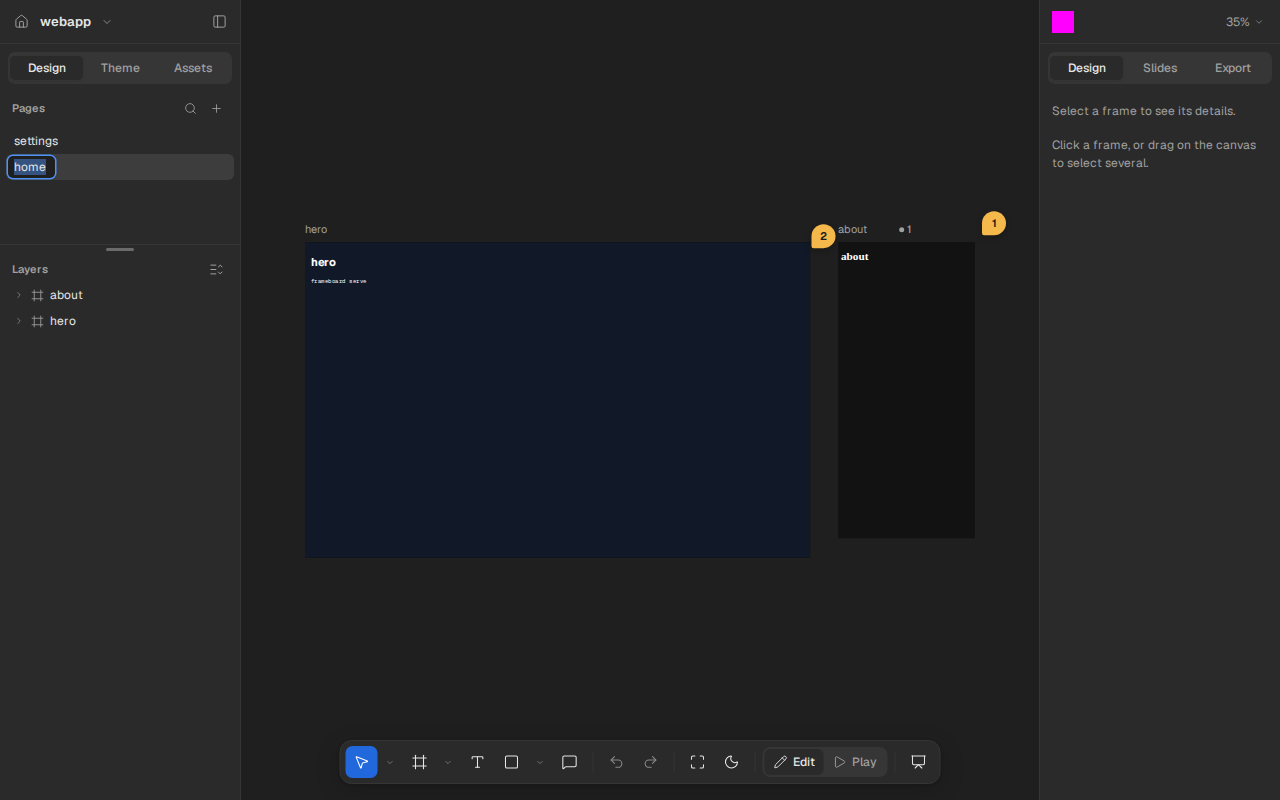 webapp
Design Theme Assets
Pages
settings
home
Layers
about
hero
hero
2
about 1
1
hero
frameboard serve
about
Edit Play
35%
Design Slides Export
Select a frame to see its details.
Click a frame, or drag on the canvas
to select several.